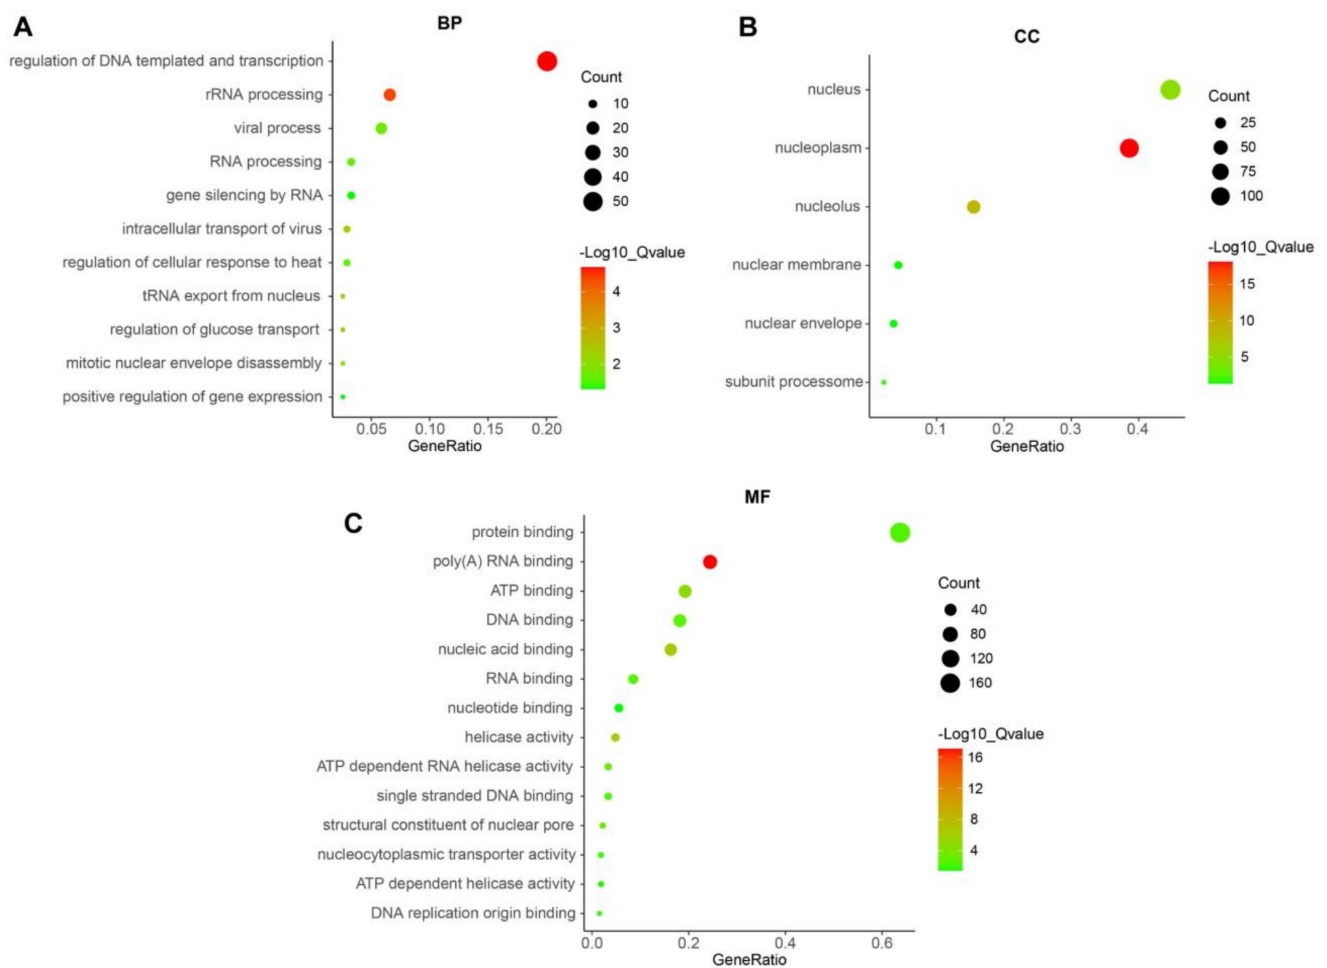 A
BP
regulation of DNA templated and transcription
rRNA processing
viral process
RNA processing
gene silencing by RNA
intracellular transport of virus
regulation of cellular response to heat
tRNA export from nucleus
regulation of glucose transport
mitotic nuclear envelope disassembly
positive regulation of gene expression
0.05 0.10 0.15 0.20
GeneRatio
Count
10
20
30
40
50
-Log10_Qvalue
4
3
2
B
CC
nucleus
nucleoplasm
nucleolus
nuclear membrane
nuclear envelope
subunit processome
0.1 0.2 0.3 0.4
GeneRatio
Count
25
50
75
100
-Log10_Qvalue
15
10
5
C
MF
protein binding
poly(A) RNA binding
ATP binding
DNA binding
nucleic acid binding
RNA binding
nucleotide binding
helicase activity
ATP dependent RNA helicase activity
single stranded DNA binding
structural constituent of nuclear pore
nucleocytoplasmic transporter activity
ATP dependent helicase activity
DNA replication origin binding
0.0 0.2 0.4 0.6
GeneRatio
Count
40
80
120
160
-Log10_Qvalue
16
12
8
4